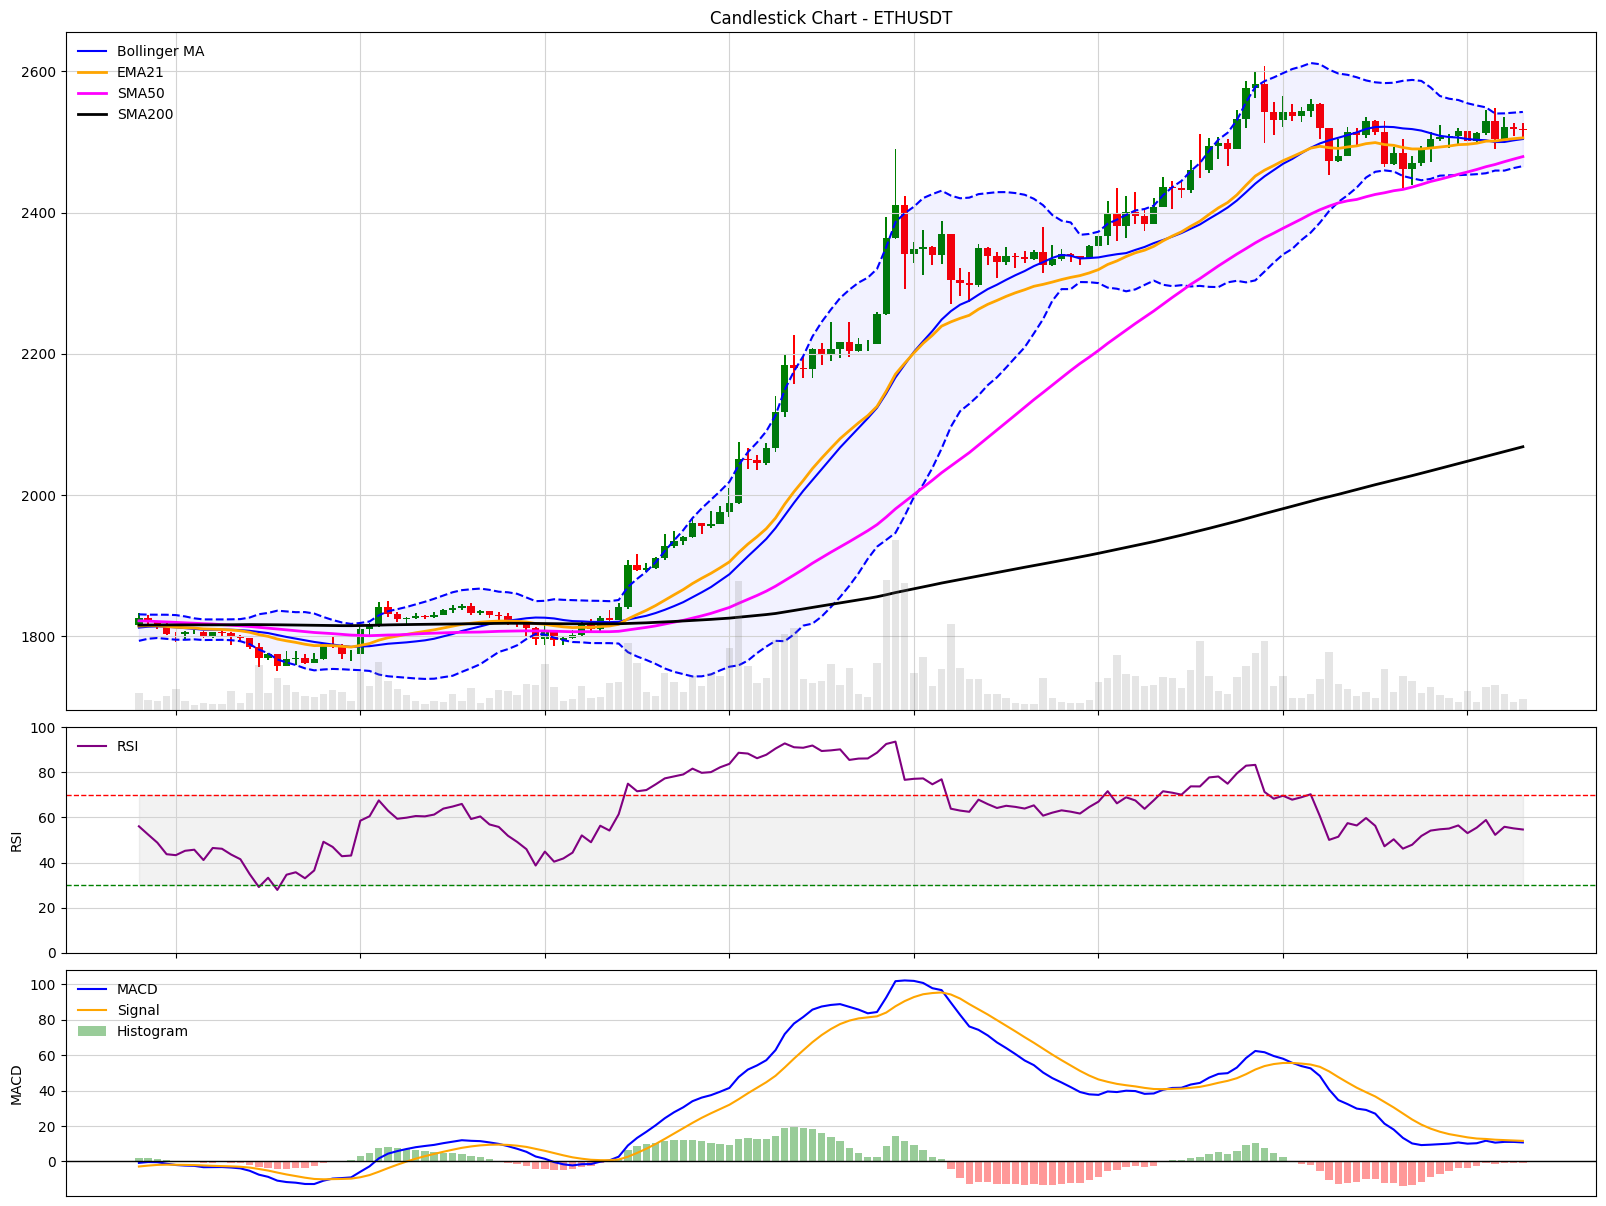 Candlestick Chart - ETHUSDT
Bollinger MA
EMA21
SMA50
SMA200
2600
2400
2200
2000
1800
RSI
100
80
60
40
20
0
RSI
MACD
Signal
Histogram
100
80
60
40
20
0
MACD